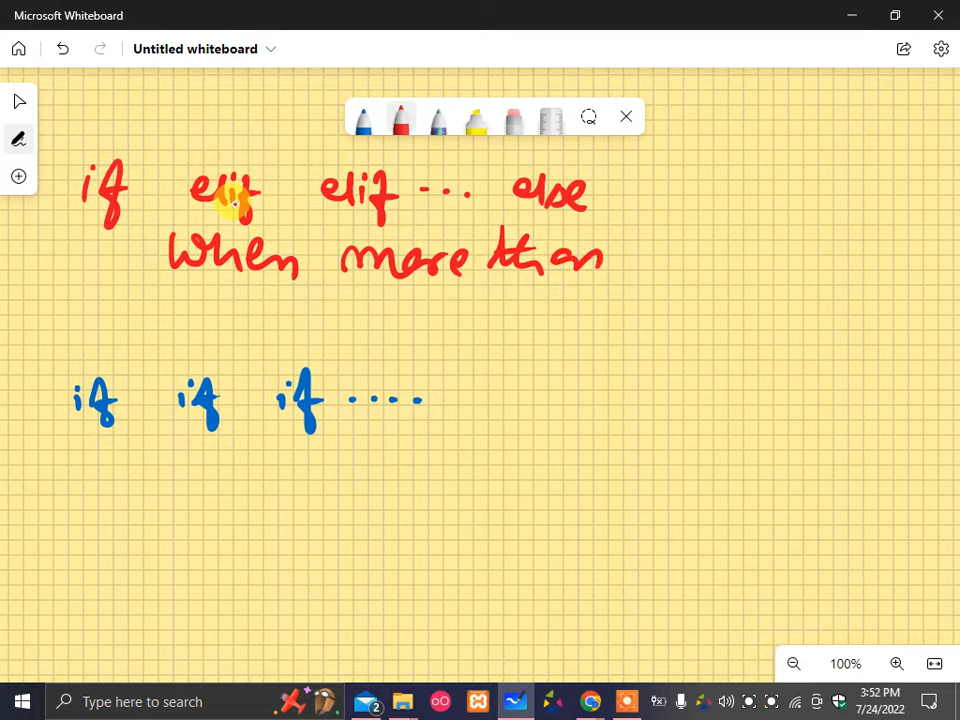 Microsoft Whiteboard
Untitled whiteboard
if elif elif ... else
When more than
if if if ....
100%
Type here to search
2
3:52 PM
7/24/2022